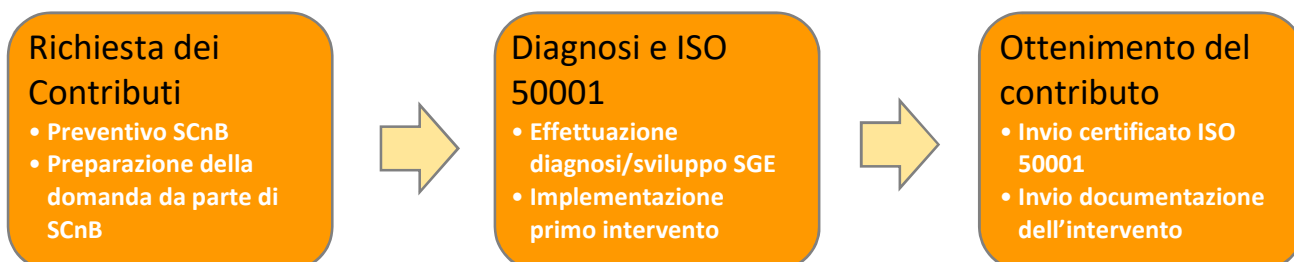 Richiesta dei
Contributi
• Preventivo SCnB
• Preparazione della
domanda da parte di
SCnB
Diagnosi e ISO
50001
• Effettuazione
diagnosi/sviluppo SGE
• Implementazione
primo intervento
Ottenimento del
contributo
• Invio certificato ISO
50001
• Invio documentazione
dell’intervento